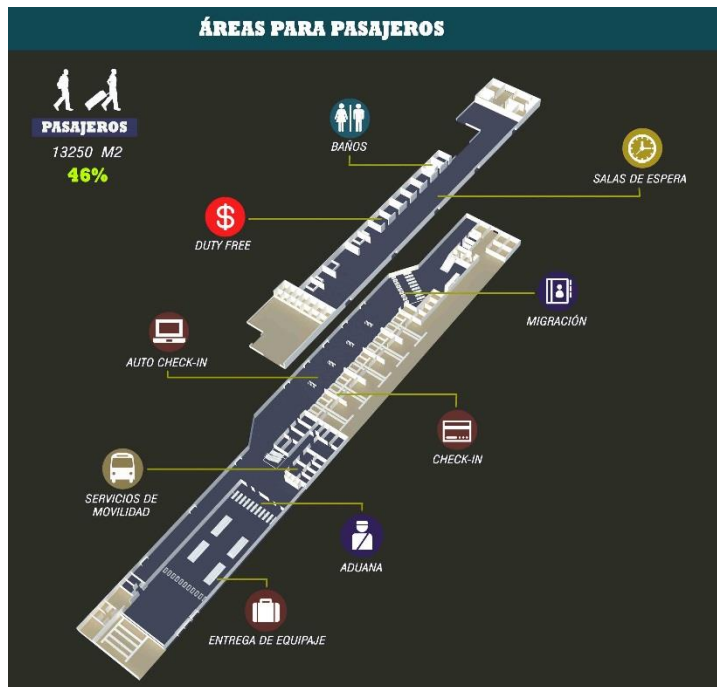 ÁREAS PARA PASAJEROS
PASAJEROS
13250 M2
46%
BAÑOS
SALAS DE ESPERA
$
DUTY FREE
MIGRACIÓN
AUTO CHECK-IN
CHECK-IN
SERVICIOS DE
MOVILIDAD
ADUANA
ENTREGA DE EQUIPAJE